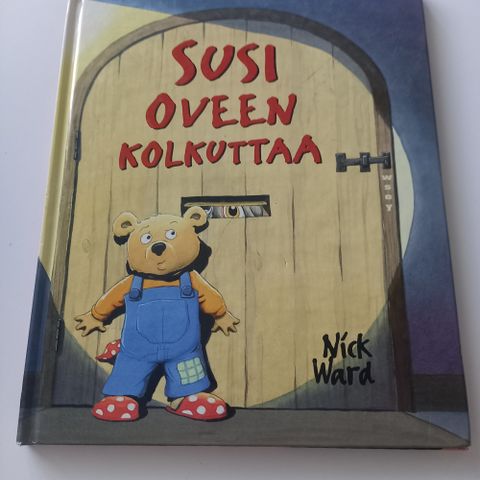 SUSI
OVEEN
KOLKUTTAA
WSOY
Nick
Ward